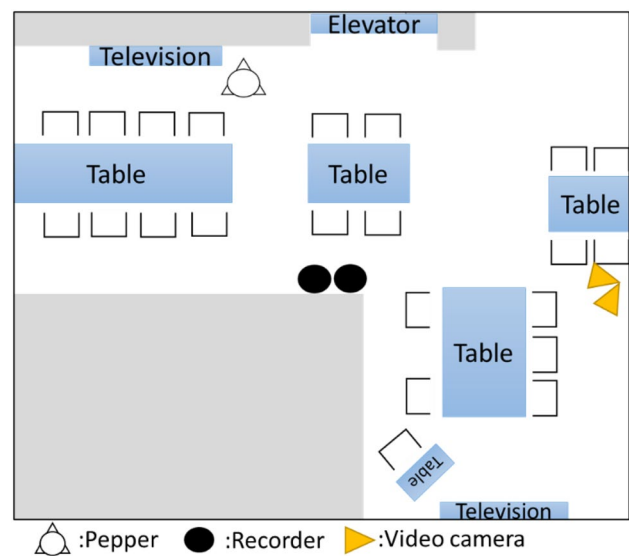 Elevator
Television
Table
Table
Table
Table
Table
Television
:Pepper :Recorder :Video camera